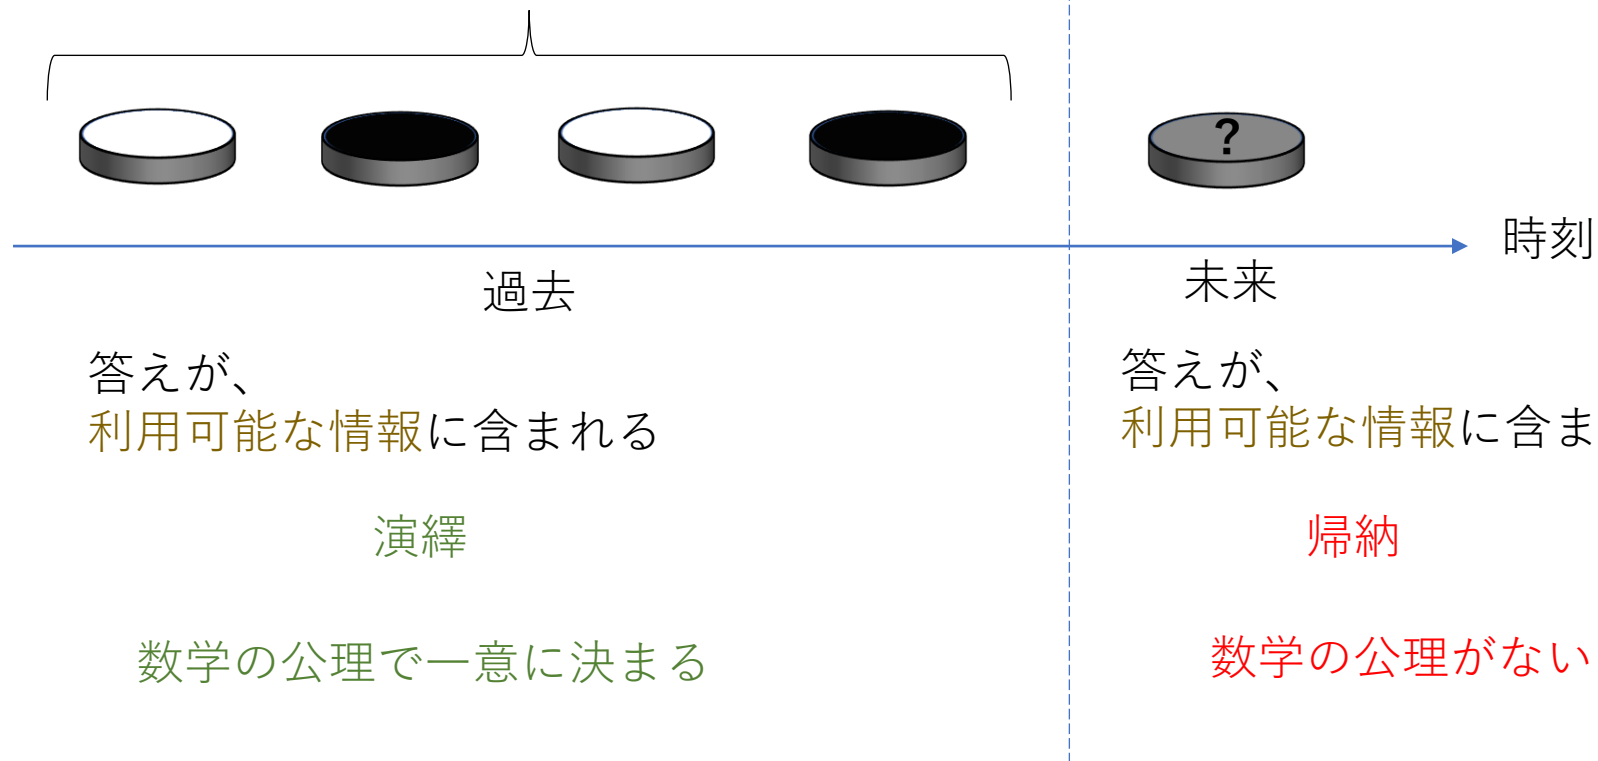 ?
時刻
過去
未来
答えが、
利用可能な情報に含まれる
答えが、
利用可能な情報に含ま
演繹
帰納
数学の公理で一意に決まる
数学の公理がない